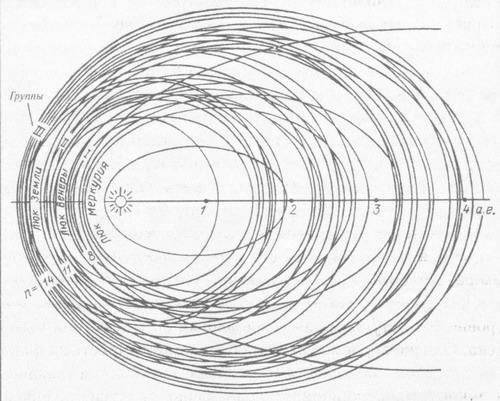 Группы
люк Земли
люк Венеры
люк Меркурия
1
2
3
4 а.е.
n= 14
11
8